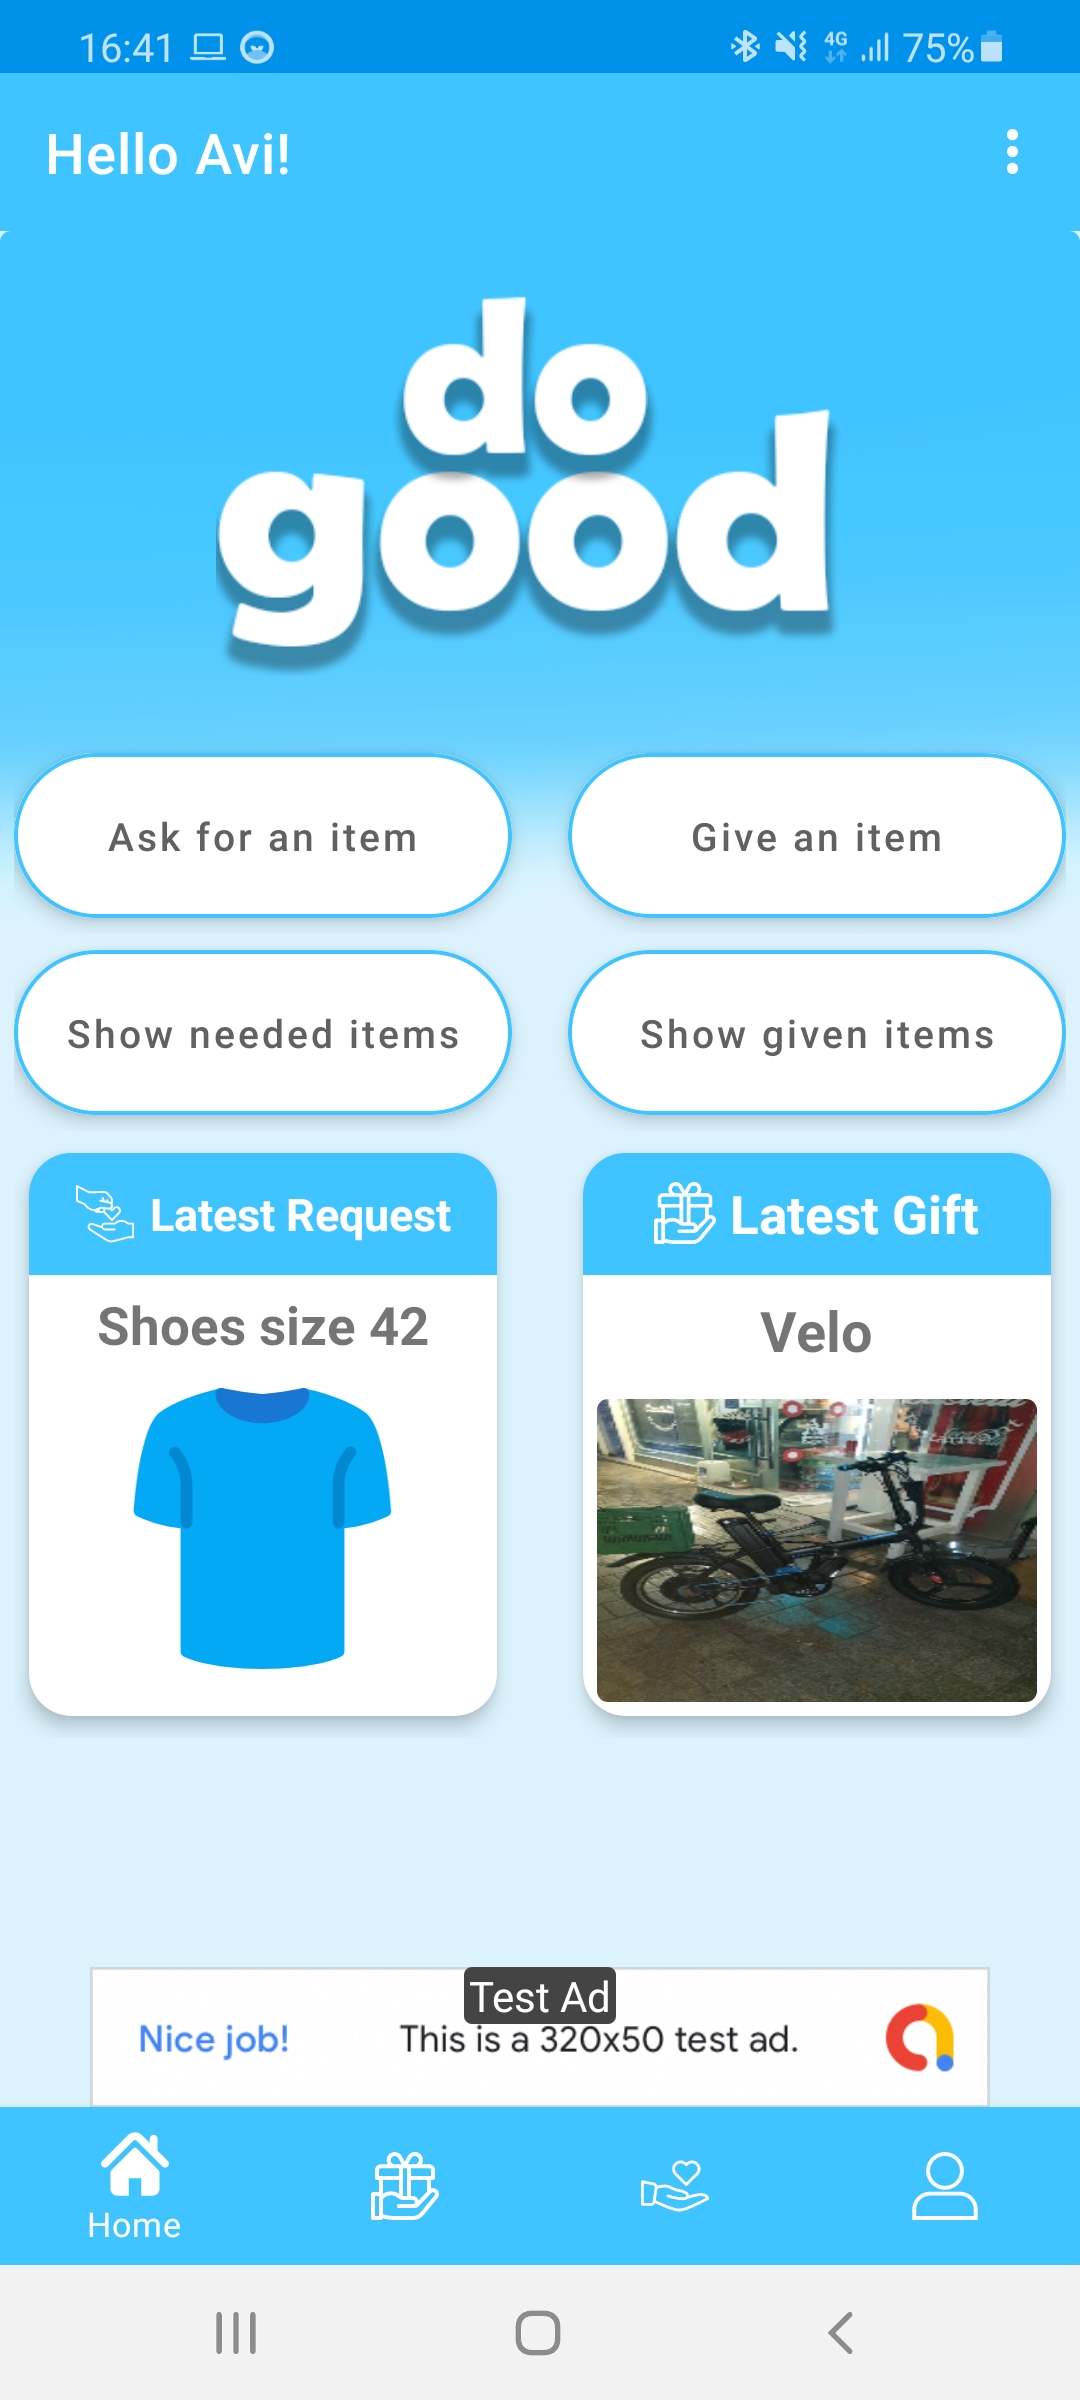 16:41
4G
75%
Hello Avi!
do
good
Ask for an item
Give an item
Show needed items
Show given items
Latest Request
Latest Gift
Shoes size 42
Velo
Test Ad
Nice job!
This is a 320x50 test ad.
Home